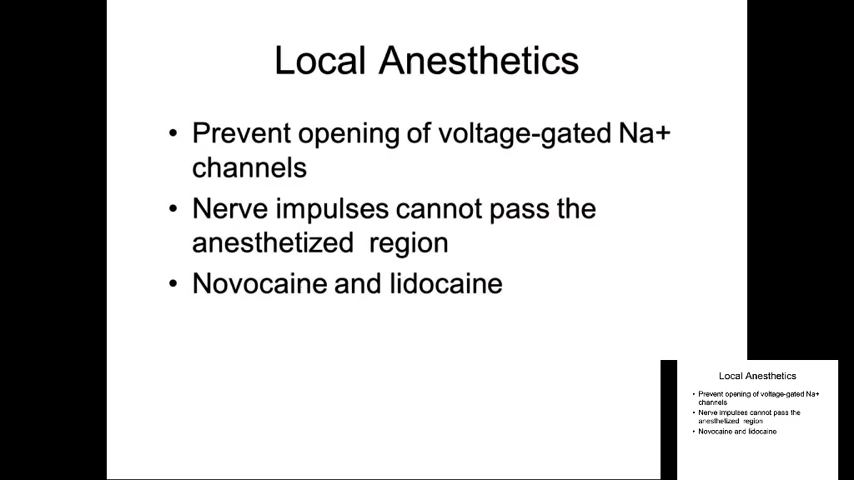 Local Anesthetics
• Prevent opening of voltage-gated Na+
channels
• Nerve impulses cannot pass the
anesthetized  region
• Novocaine and lidocaine
Local Anesthetics
• Prevent opening of voltage-gated Na+
channels
• Nerve impulses cannot pass the
anesthetized  region
• Novocaine and lidocaine